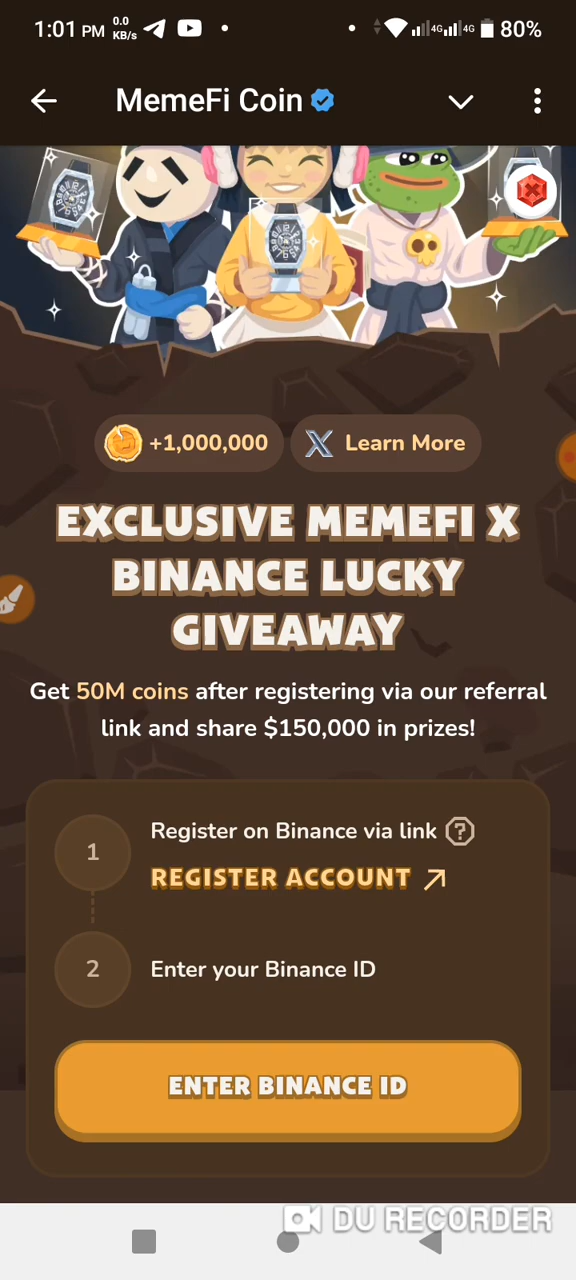 1:01 PM 0.0 KB/s 4G 4G 80%
MemeFi Coin
+1,000,000 Learn More
EXCLUSIVE MEMEFI X
BINANCE LUCKY
GIVEAWAY
Get 50M coins after registering via our referral
link and share $150,000 in prizes!
1 Register on Binance via link ?
REGISTER ACCOUNT
2 Enter your Binance ID
ENTER BINANCE ID
DU RECORDER